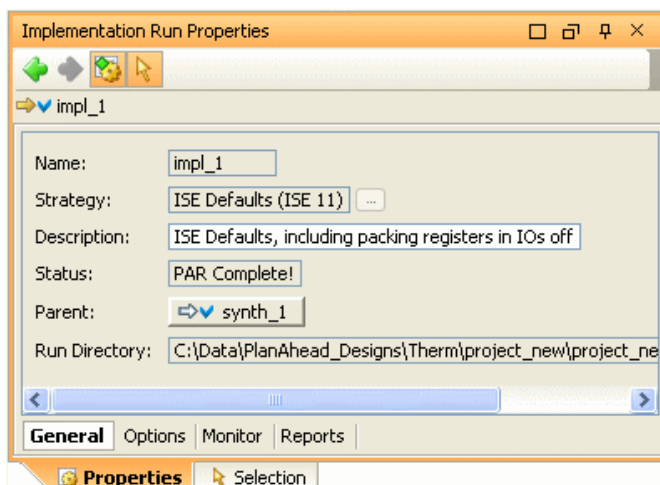 Implementation Run Properties
impl_1
Name: impl_1
Strategy: ISE Defaults (ISE 11) ...
Description: ISE Defaults, including packing registers in IOs off
Status: PAR Complete!
Parent: synth_1
Run Directory: C:\Data\PlanAhead_Designs\Therm\project_new\project_ne
General Options Monitor Reports
Properties Selection